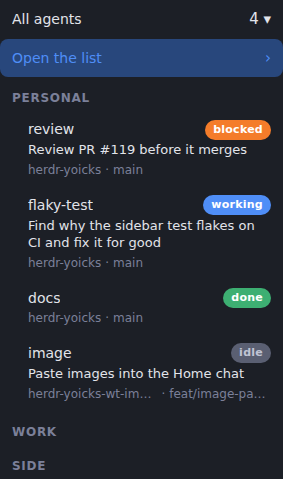 All agents 4 ▾
Open the list ›
PERSONAL
review blocked
Review PR #119 before it merges
herdr-yoicks · main
flaky-test working
Find why the sidebar test flakes on
CI and fix it for good
herdr-yoicks · main
docs done
herdr-yoicks · main
image idle
Paste images into the Home chat
herdr-yoicks-wt-im… · feat/image-pa…
WORK
SIDE